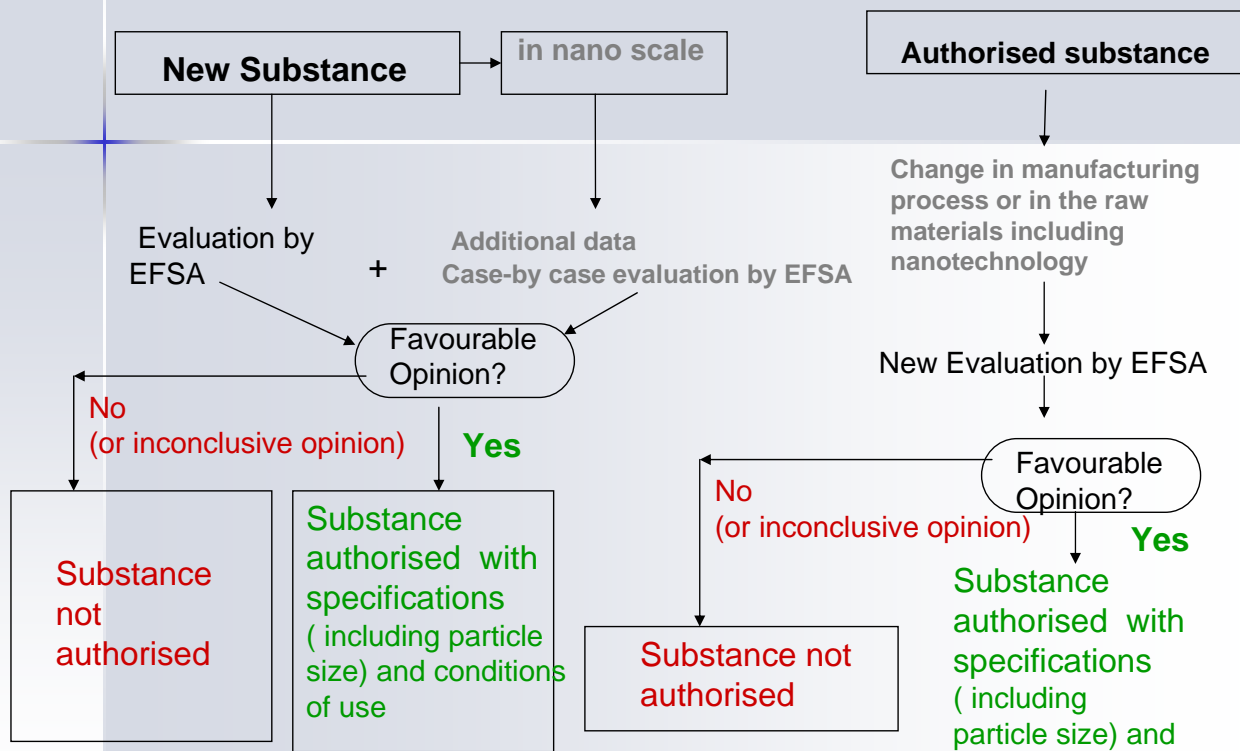 New Substance
in nano scale
Evaluation by
EFSA
+
Additional data
Case-by case evaluation by EFSA
Favourable
Opinion?
No
(or inconclusive opinion)
Yes
Substance
not
authorised
Substance
authorised with
specifications
( including particle
size) and conditions
of use
Authorised substance
Change in manufacturing
process or in the raw
materials including
nanotechnology
New Evaluation by EFSA
Favourable
Opinion?
No
(or inconclusive opinion)
Yes
Substance not
authorised
Substance
authorised with
specifications
( including
particle size) and